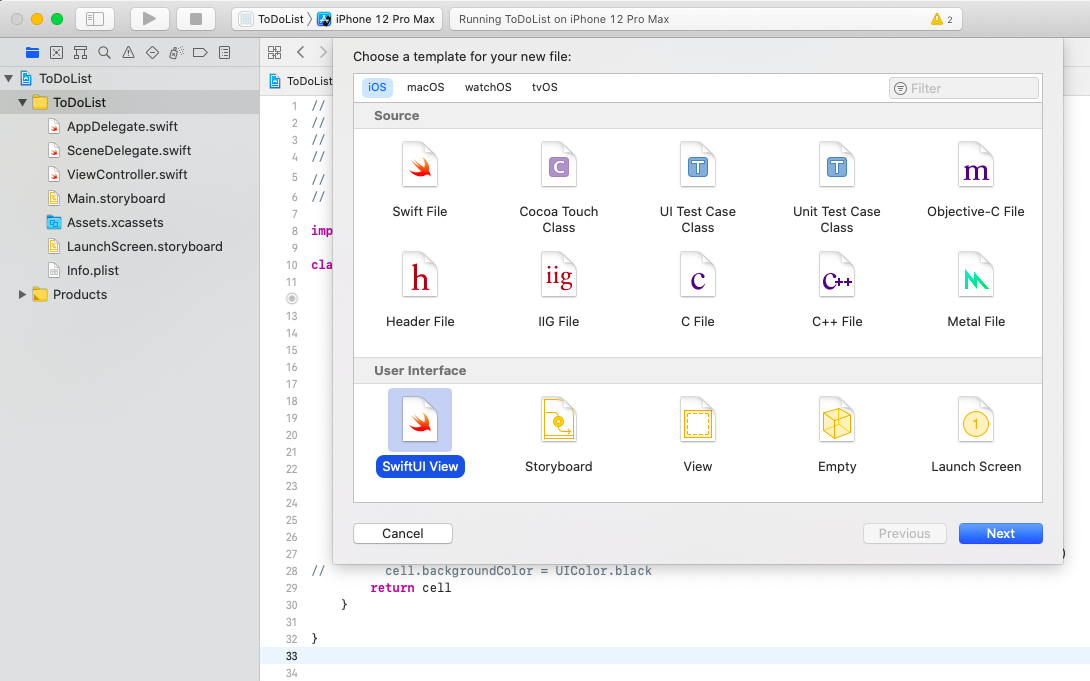 ToDoList
iPhone 12 Pro Max
Running ToDoList on iPhone 12 Pro Max
2
ToDoList
ToDoList
AppDelegate.swift
SceneDelegate.swift
ViewController.swift
Main.storyboard
Assets.xcassets
LaunchScreen.storyboard
Info.plist
Products
ToDoList
Choose a template for your new file:
iOS macOS watchOS tvOS
Filter
Source
Swift File
C
Cocoa Touch Class
T
UI Test Case Class
T
Unit Test Case Class
m
Objective-C File
h
Header File
iig
IIG File
c
C File
c++
C++ File
Metal File
User Interface
SwiftUI View
Storyboard
View
Empty
1
Launch Screen
Cancel
Previous
Next
1 //
2 //
3 //
4 //
5 //
6 //
7
8 imp
9
10 cla
11
13
14
15
16
17
18
19
20
21
22
23
24
25
26
27 )
28 // cell.backgroundColor = UIColor.black
29 return cell
30 }
31
32 }
33
34